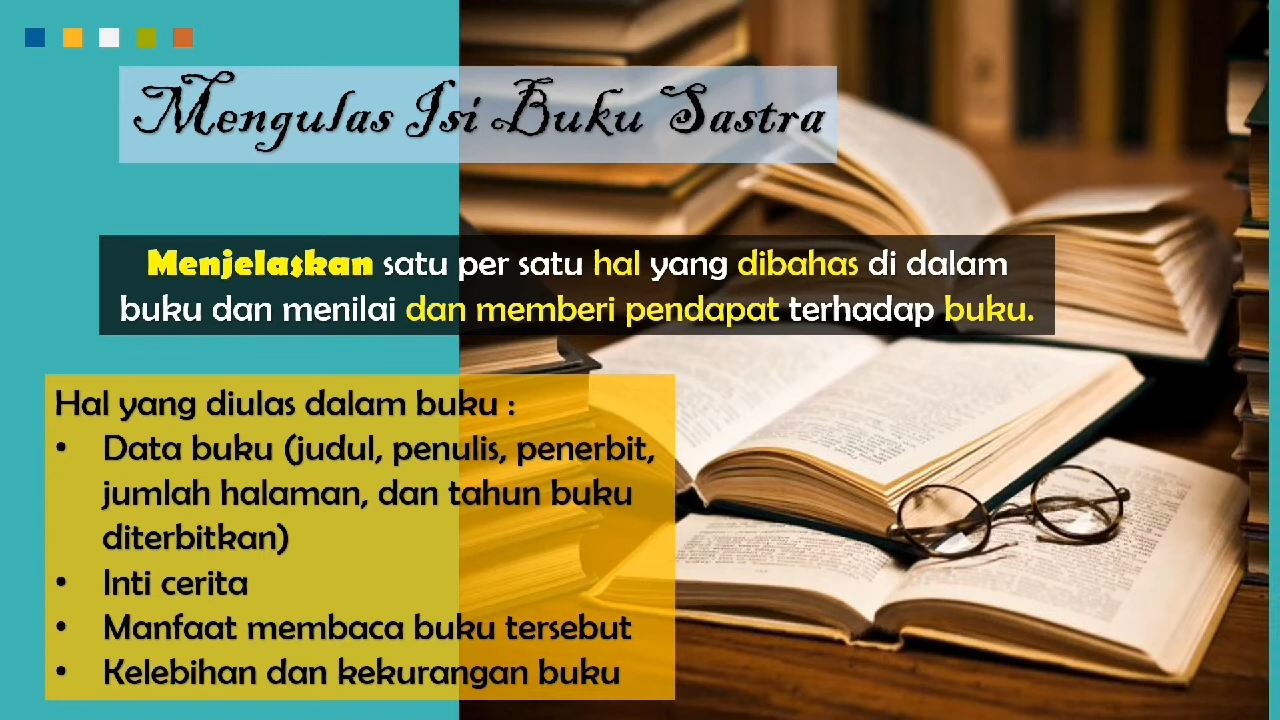 Mengulas Isi Buku Sastra
Menjelaskan satu per satu hal yang dibahas di dalam
buku dan menilai dan memberi pendapat terhadap buku.
Hal yang diulas dalam buku :
• Data buku (judul, penulis, penerbit,
jumlah halaman, dan tahun buku
diterbitkan)
• Inti cerita
• Manfaat membaca buku tersebut
• Kelebihan dan kekurangan buku